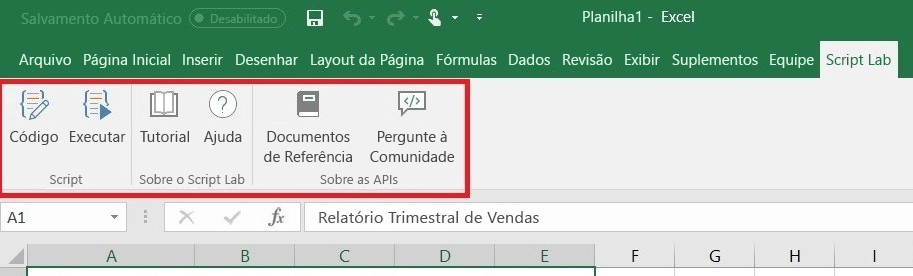 Salvamento Automático Desabilitado Planilha1 - Excel
Arquivo Página Inicial Inserir Desenhar Layout da Página Fórmulas Dados Revisão Exibir Suplementos Equipe Script Lab
Código Executar Tutorial Ajuda Documentos de Referência Pergunte à Comunidade
Script Sobre o Script Lab Sobre as APIs
A1 fx Relatório Trimestral de Vendas
A B C D E F G H I